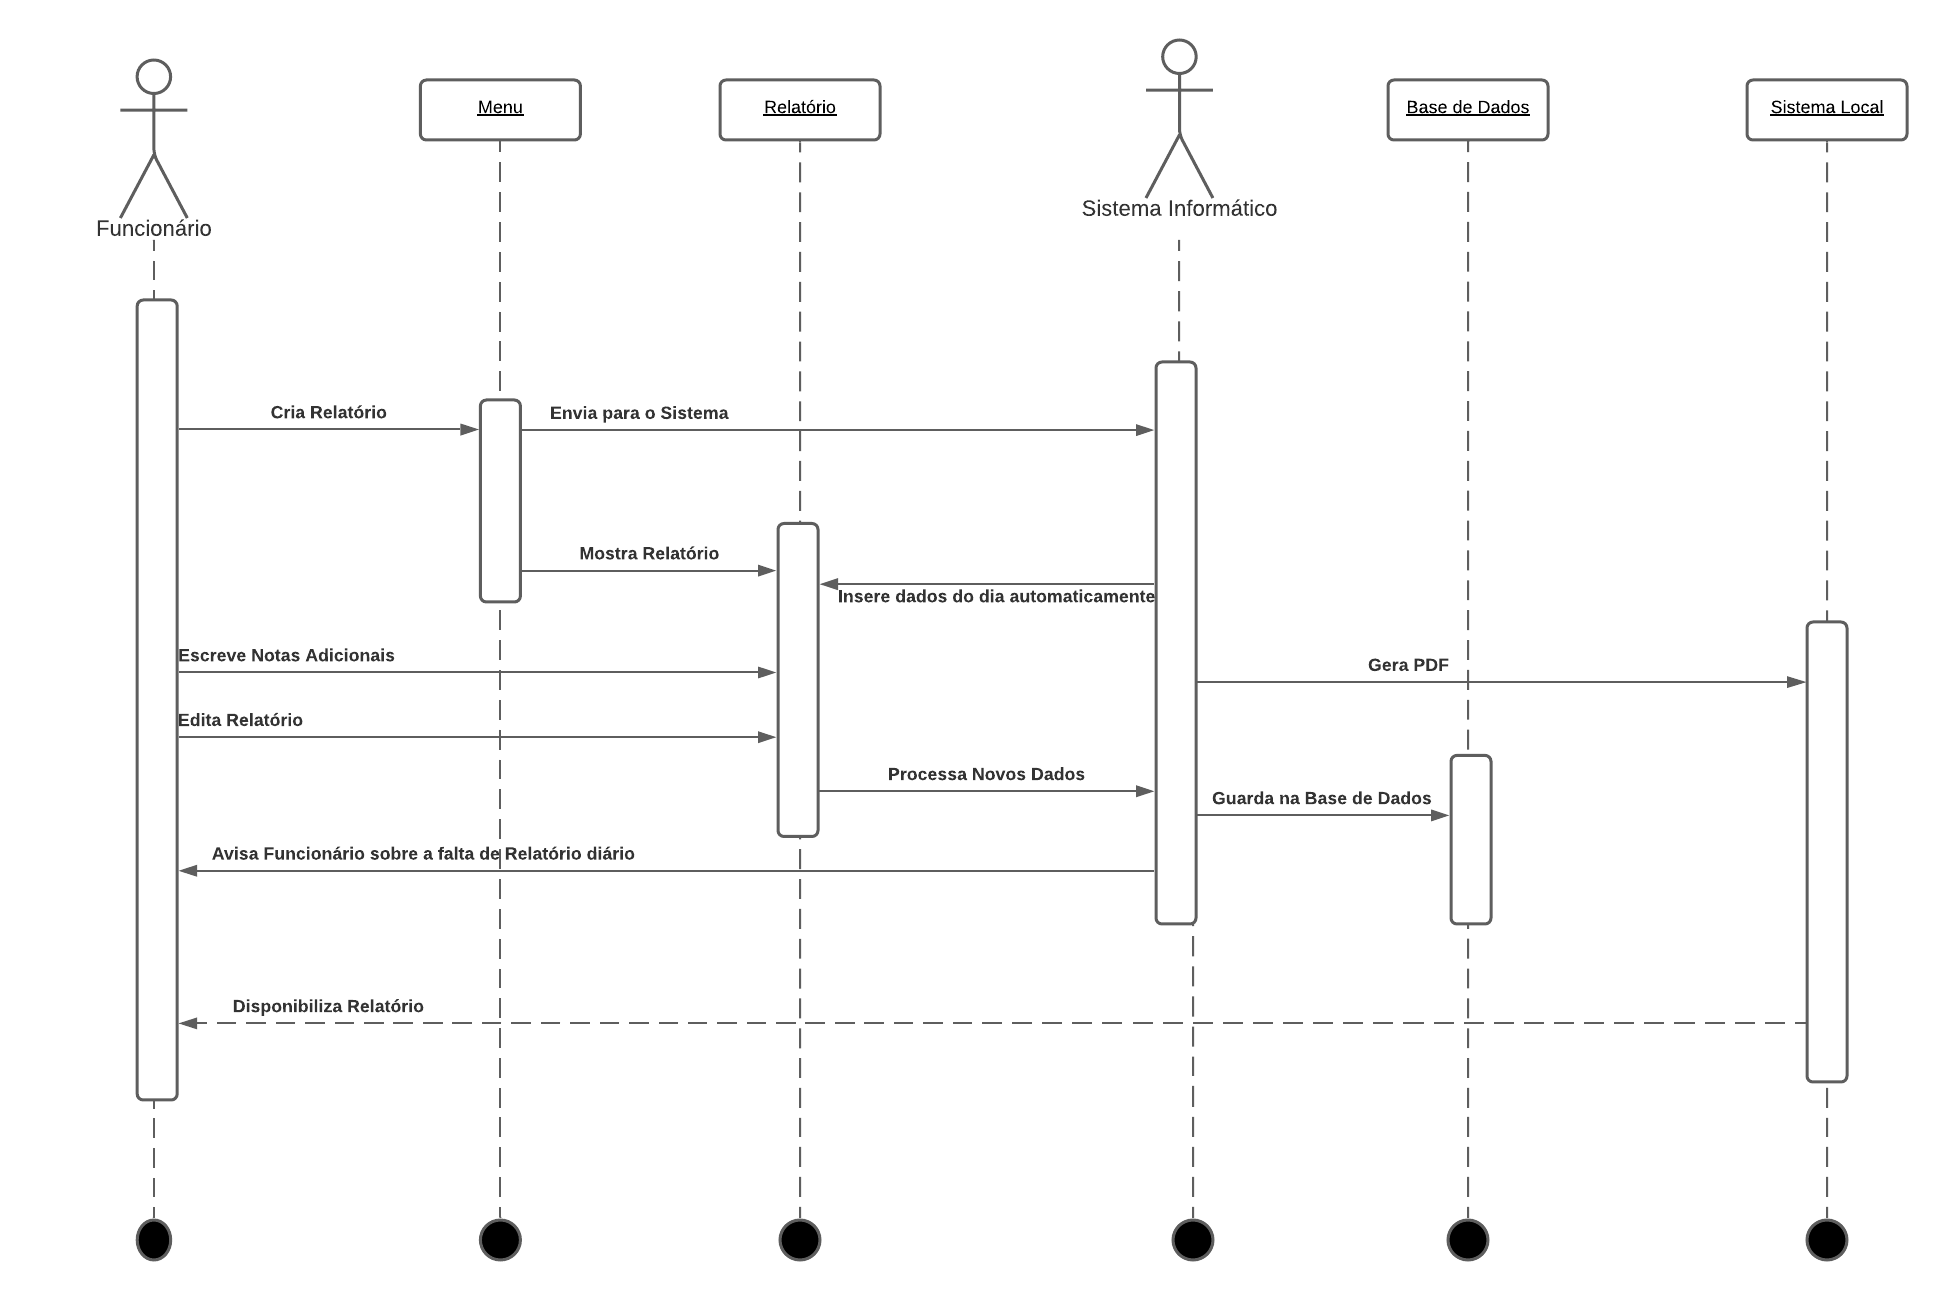 Menu
Relatório
Base de Dados
Sistema Local
Sistema Informático
Funcionário
Cria Relatório
Envia para o Sistema
Mostra Relatório
Insere dados do dia automaticamente
Escreve Notas Adicionais
Gera PDF
Edita Relatório
Processa Novos Dados
Guarda na Base de Dados
Avisa Funcionário sobre a falta de Relatório diário
Disponibiliza Relatório